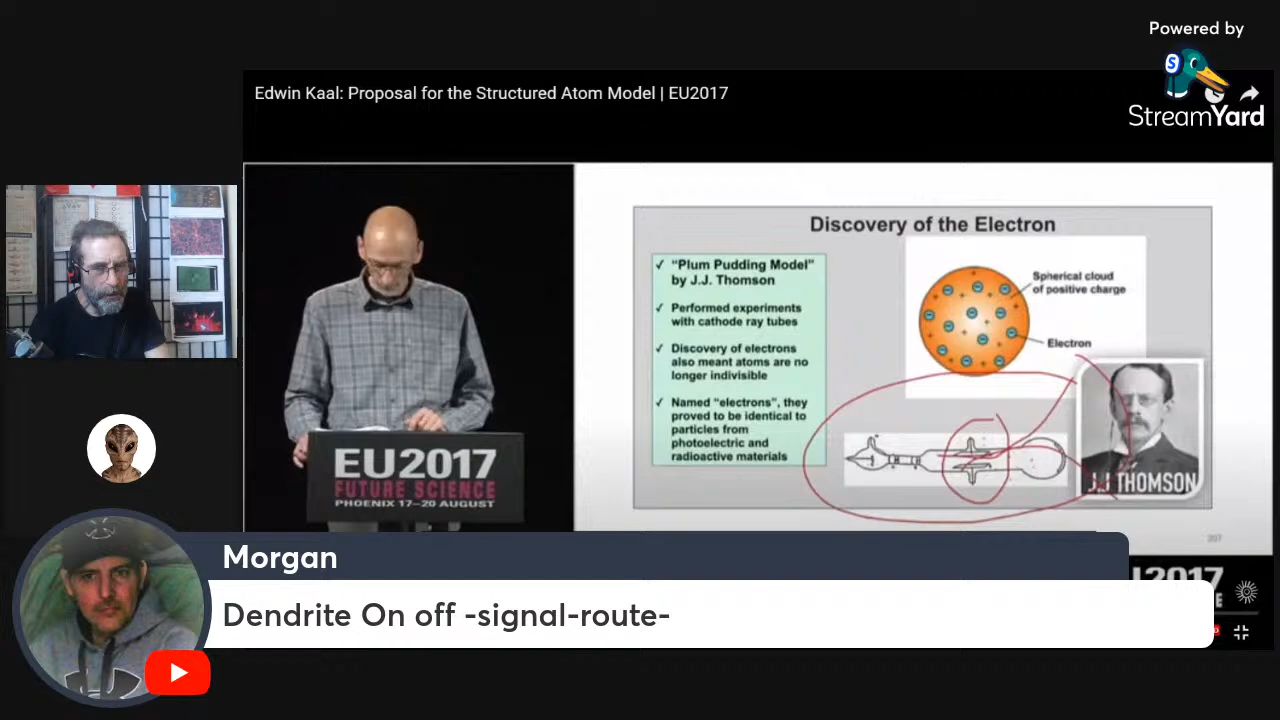 Powered by
StreamYard
Edwin Kaal: Proposal for the Structured Atom Model | EU2017
Discovery of the Electron
✓ "Plum Pudding Model"
by J.J. Thomson
✓ Performed experiments
with cathode ray tubes
✓ Discovery of electrons
also meant atoms are no
longer indivisible
✓ Named "electrons", they
proved to be identical to
particles from
photoelectric and
radioactive materials
Spherical cloud
of positive charge
Electron
J.J THOMSON
207
EU2017
FUTURE SCIENCE
PHOENIX 17–20 AUGUST
Morgan
Dendrite On off -signal-route-